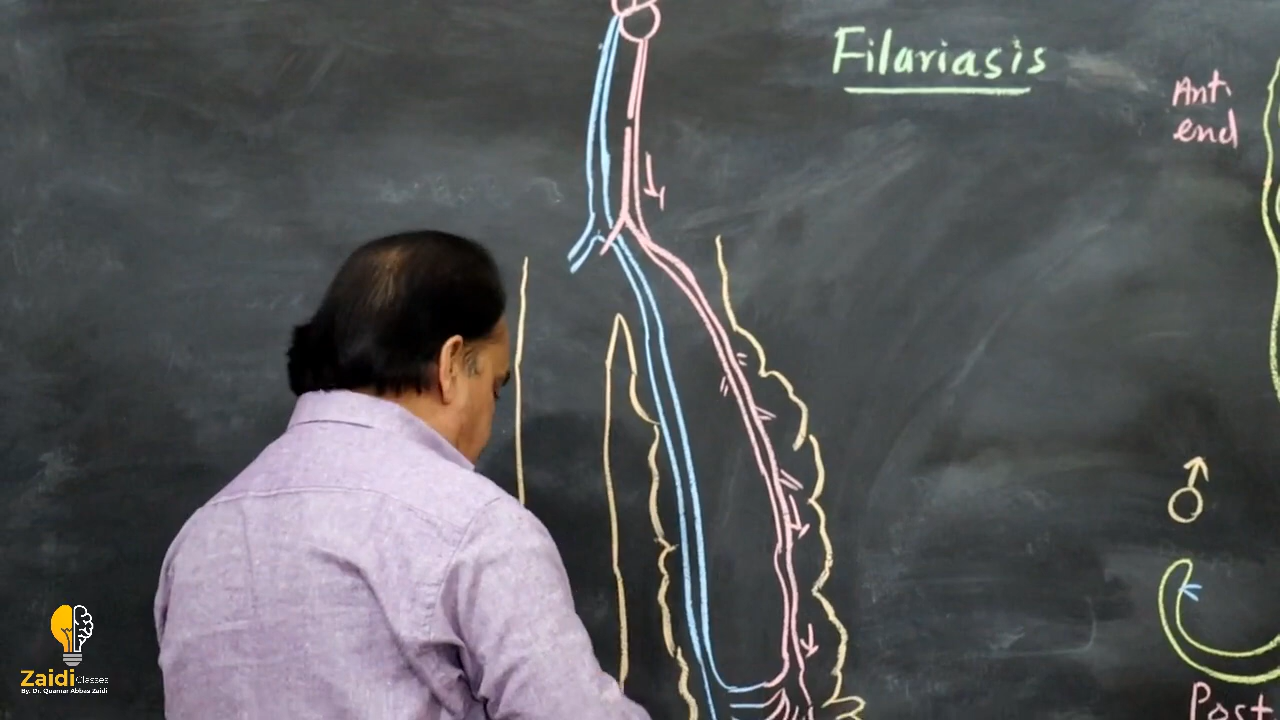 Filariasis
Ant.
end
♂
Post
Zaidi Classes
By. Dr. Quamar Abbas Zaidi